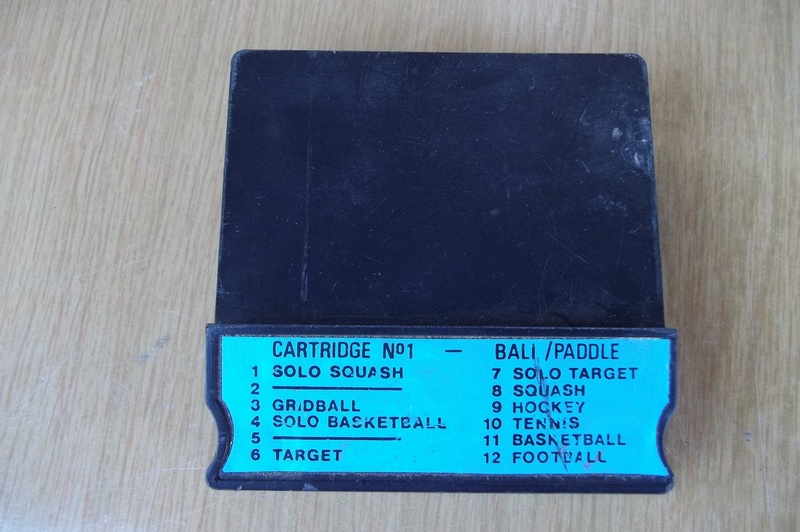 CARTRIDGE Nº1 — BALL/PADDLE
1 SOLO SQUASH
2 ————
3 GRIDBALL
4 SOLO BASKETBALL
5 ————
6 TARGET
7 SOLO TARGET
8 SQUASH
9 HOCKEY
10 TENNIS
11 BASKETBALL
12 FOOTBALL